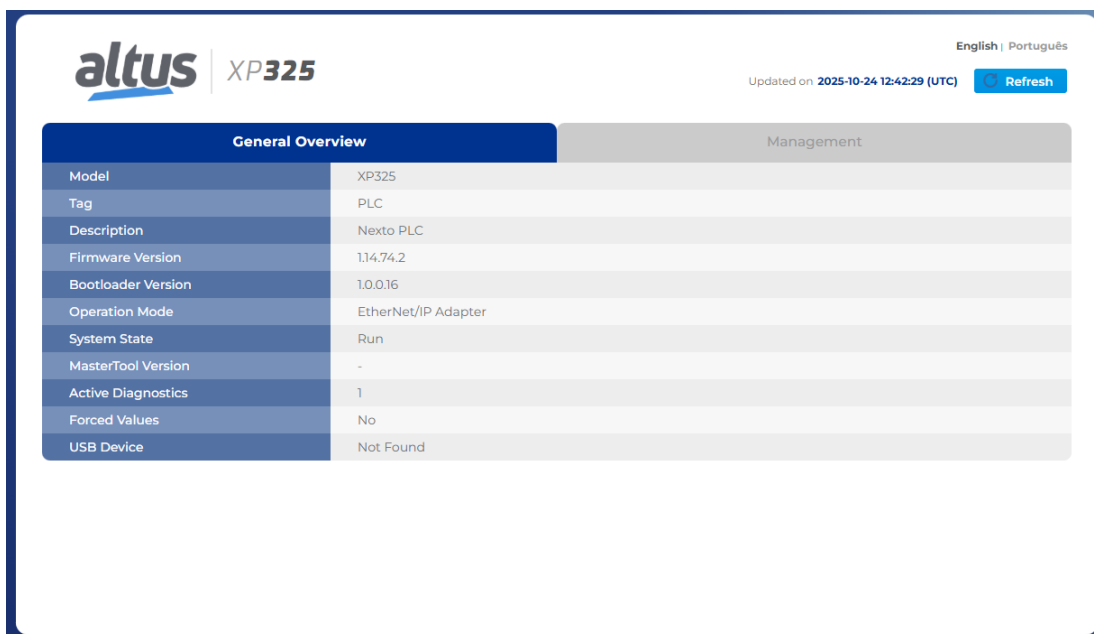 English | Português
altus XP325
Updated on 2025-10-24 12:42:29 (UTC) Refresh
General Overview Management
Model XP325
Tag PLC
Description Nexto PLC
Firmware Version 1.14.74.2
Bootloader Version 1.0.0.16
Operation Mode EtherNet/IP Adapter
System State Run
MasterTool Version -
Active Diagnostics 1
Forced Values No
USB Device Not Found